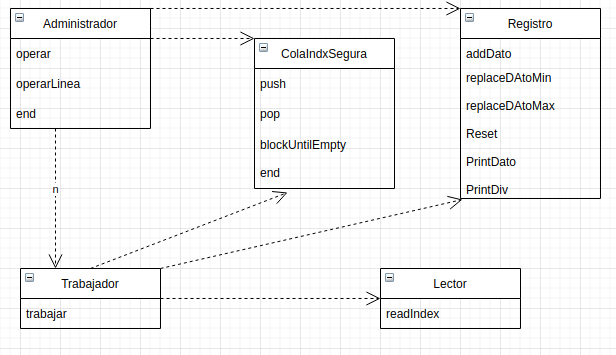 Administrador
operar
operarLinea
end
ColaIndxSegura
push
pop
blockUntilEmpty
end
Registro
addDato
replaceDAtoMin
replaceDAtoMax
Reset
PrintDato
PrintDiv
n
Trabajador
trabajar
Lector
readIndex